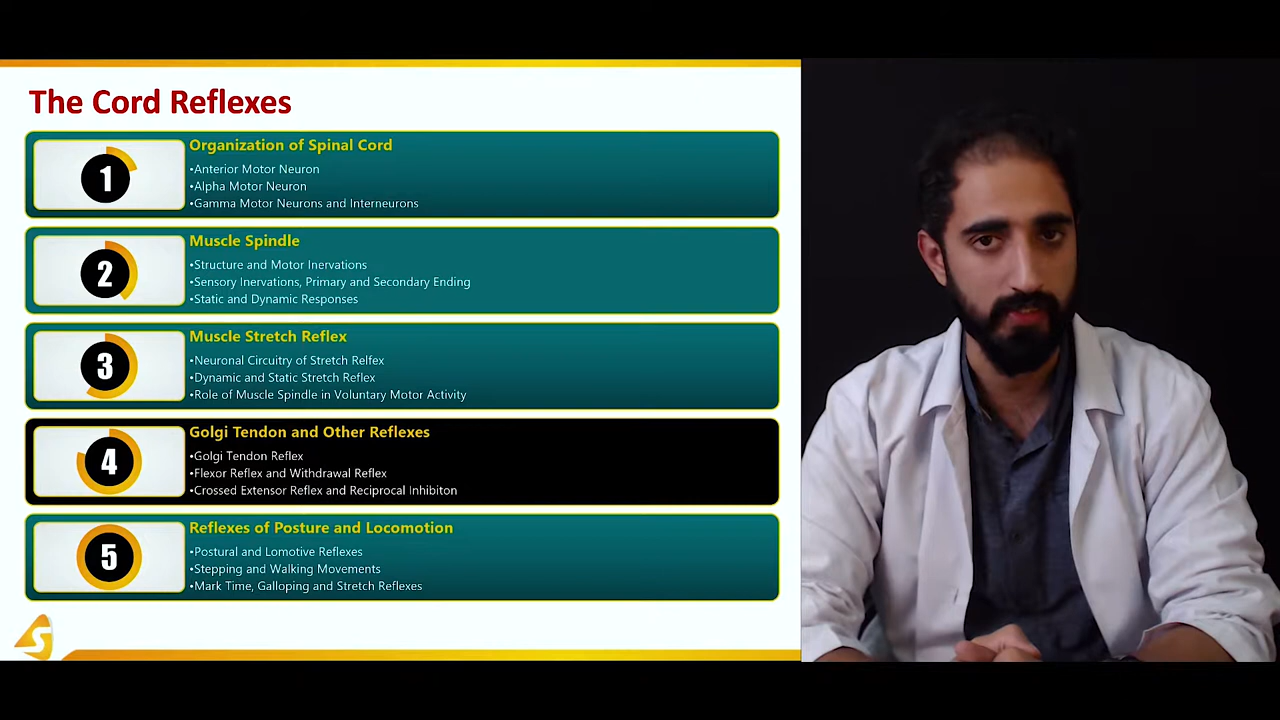 The Cord Reflexes
1
Organization of Spinal Cord
•Anterior Motor Neuron
•Alpha Motor Neuron
•Gamma Motor Neurons and Interneurons
2
Muscle Spindle
•Structure and Motor Inervations
•Sensory Inervations, Primary and Secondary Ending
•Static and Dynamic Responses
3
Muscle Stretch Reflex
•Neuronal Circuitry of Stretch Relfex
•Dynamic and Static Stretch Reflex
•Role of Muscle Spindle in Voluntary Motor Activity
4
Golgi Tendon and Other Reflexes
•Golgi Tendon Reflex
•Flexor Reflex and Withdrawal Reflex
•Crossed Extensor Reflex and Reciprocal Inhibiton
5
Reflexes of Posture and Locomotion
•Postural and Lomotive Reflexes
•Stepping and Walking Movements
•Mark Time, Galloping and Stretch Reflexes
S